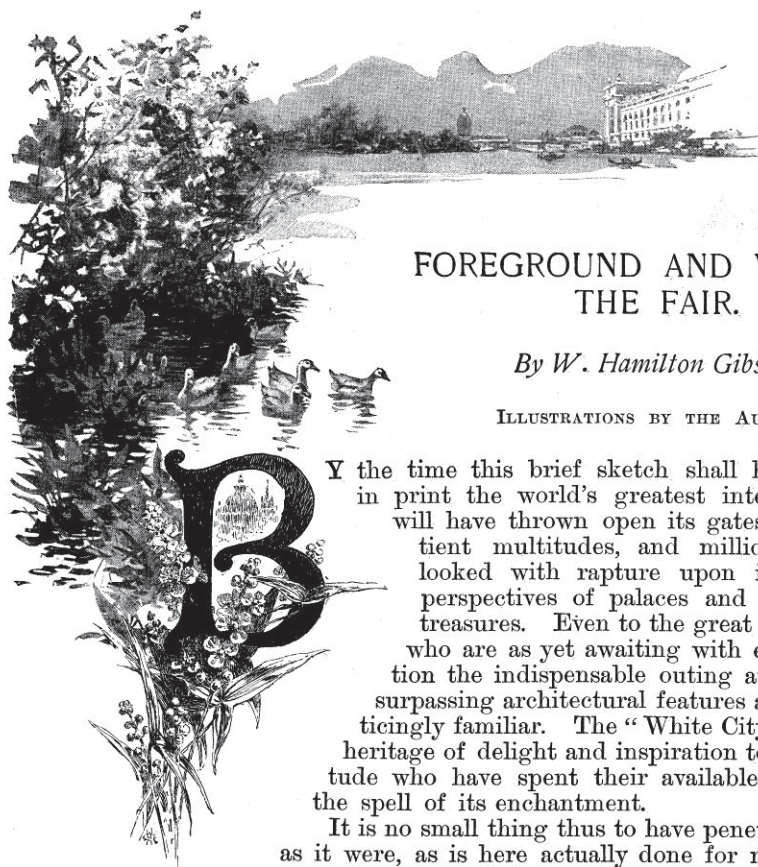 FOREGROUND AND V
THE FAIR.
By W. Hamilton Gibs
ILLUSTRATIONS BY THE AU
BY the time this brief sketch shall h
in print the world's greatest inte
will have thrown open its gates
tient multitudes, and millio
looked with rapture upon i
perspectives of palaces and
treasures. Even to the great
who are as yet awaiting with e
tion the indispensable outing a
surpassing architectural features a
ticingly familiar. The “White City
heritage of delight and inspiration to
tude who have spent their available
the spell of its enchantment.
It is no small thing thus to have penet
as it were, as is here actually done for m